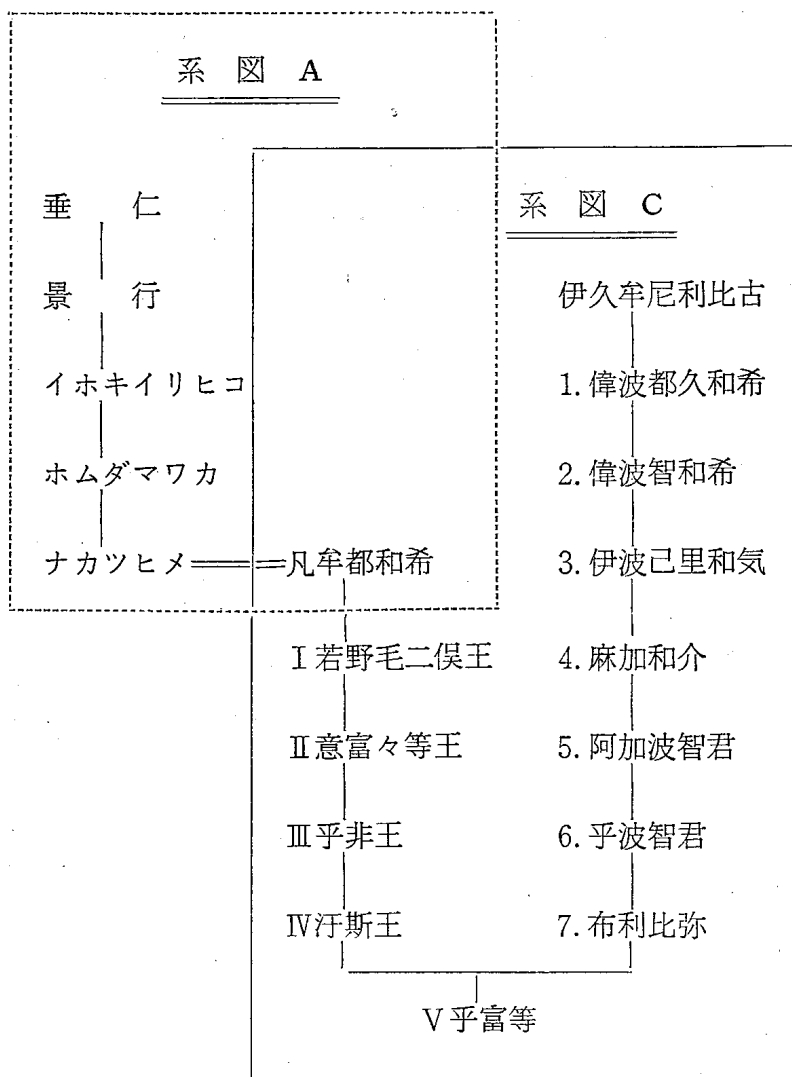 系図 A
垂仁
景行
イホキイリヒコ
ホムダマワカ
ナカツヒメ
凡牟都和希
Ⅰ若野毛二俣王
Ⅱ意富々等王
Ⅲ乎非王
Ⅳ汙斯王
系図 C
伊久牟尼利比古
1.偉波都久和希
2.偉波智和希
3.伊波己里和気
4.麻加和介
5.阿加波智君
6.乎波智君
7.布利比弥
Ⅴ乎富等